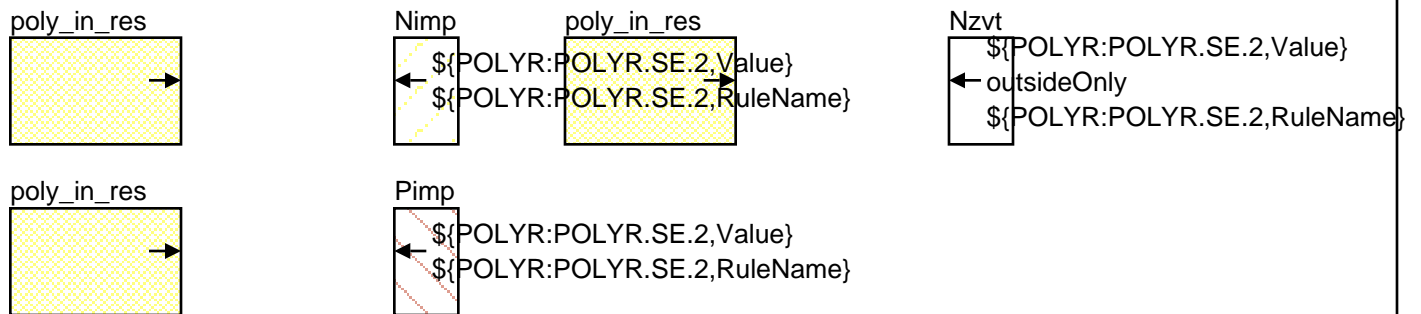 poly_in_res
Nimp
${POLYR:POLYR.SE.2,Value}
${POLYR:POLYR.SE.2,RuleName}
poly_in_res
Nzvt
${POLYR:POLYR.SE.2,Value}
outsideOnly
${POLYR:POLYR.SE.2,RuleName}
poly_in_res
Pimp
${POLYR:POLYR.SE.2,Value}
${POLYR:POLYR.SE.2,RuleName}